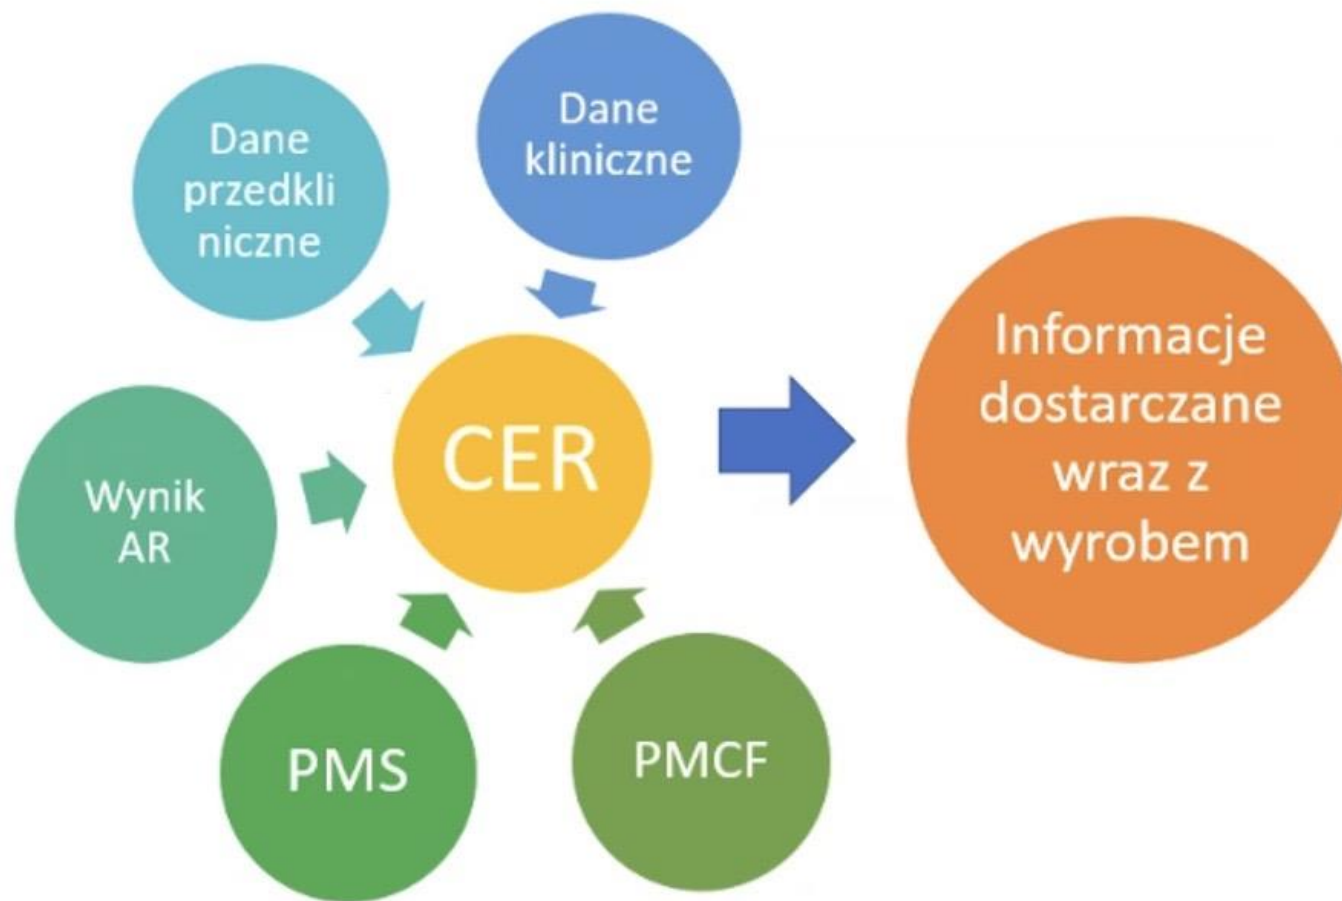 Dane
kliniczne
Dane
przedkli
niczne
Informacje
dostarczane
wraz z
wyrobem
CER
Wynik
AR
PMS
PMCF